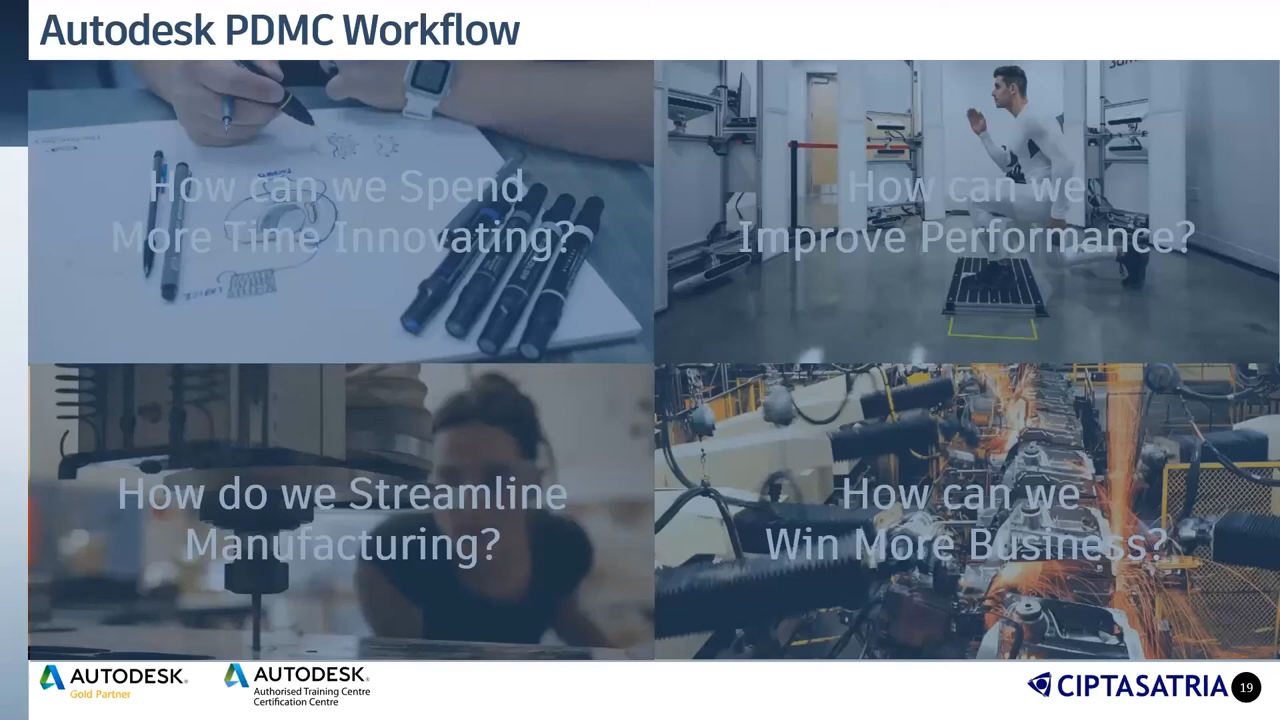 Autodesk PDMC Workflow
How can we Spend
More Time Innovating?
How can we
Improve Performance?
How do we Streamline
Manufacturing?
How can we
Win More Business?
AUTODESK®
Gold Partner
AUTODESK®
Authorised Training Centre
Certification Centre
CIPTASATRIA
19